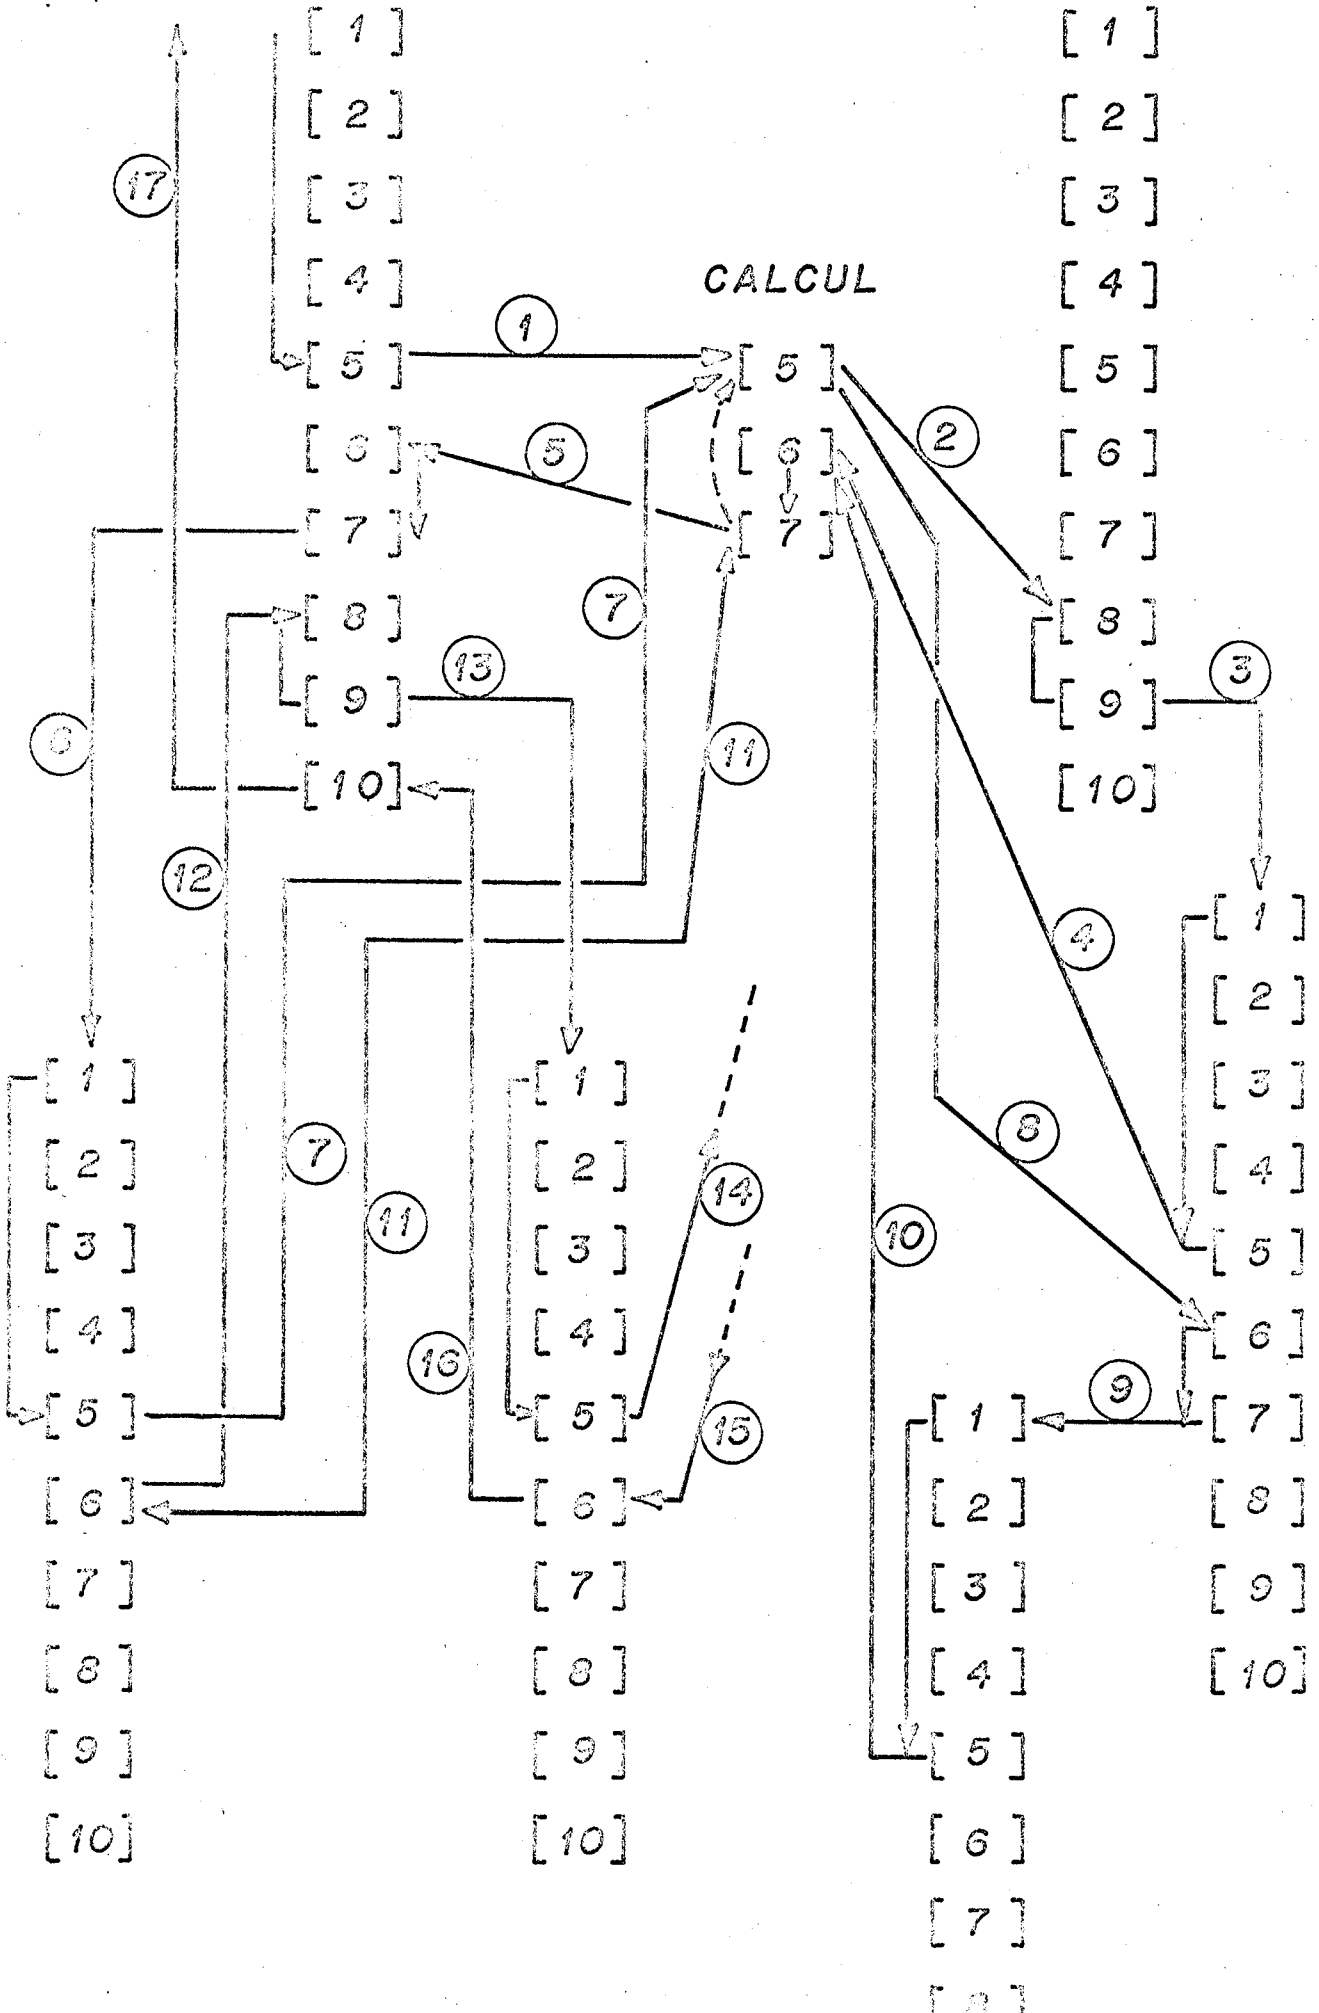 [ 1 ] [ 1 ]
[ 2 ] [ 2 ]
17 [ 3 ] [ 3 ]
[ 4 ] CALCUL [ 4 ]
1
[ 5 ] [ 5 ] [ 5 ]
2
[ 6 ] 5 [ 6 ] [ 6 ]
[ 7 ] [ 7 ] [ 7 ]
7
[ 8 ] [ 8 ]
13 3
[ 9 ] [ 9 ]
6 11
[ 10 ] [ 10 ]
12
[ 1 ]
4
[ 2 ]
[ 1 ] [ 1 ] [ 3 ]
8
[ 2 ] 7 [ 2 ] [ 4 ]
14
11 10
[ 3 ] [ 3 ] [ 5 ]
[ 4 ] [ 4 ] [ 6 ]
16
9
[ 5 ] [ 5 ] [ 1 ] [ 7 ]
15
[ 6 ] [ 6 ] [ 2 ] [ 8 ]
[ 7 ] [ 7 ] [ 3 ] [ 9 ]
[ 8 ] [ 8 ] [ 4 ] [ 10 ]
[ 9 ] [ 9 ] [ 5 ]
[ 10 ] [ 10 ] [ 6 ]
[ 7 ]